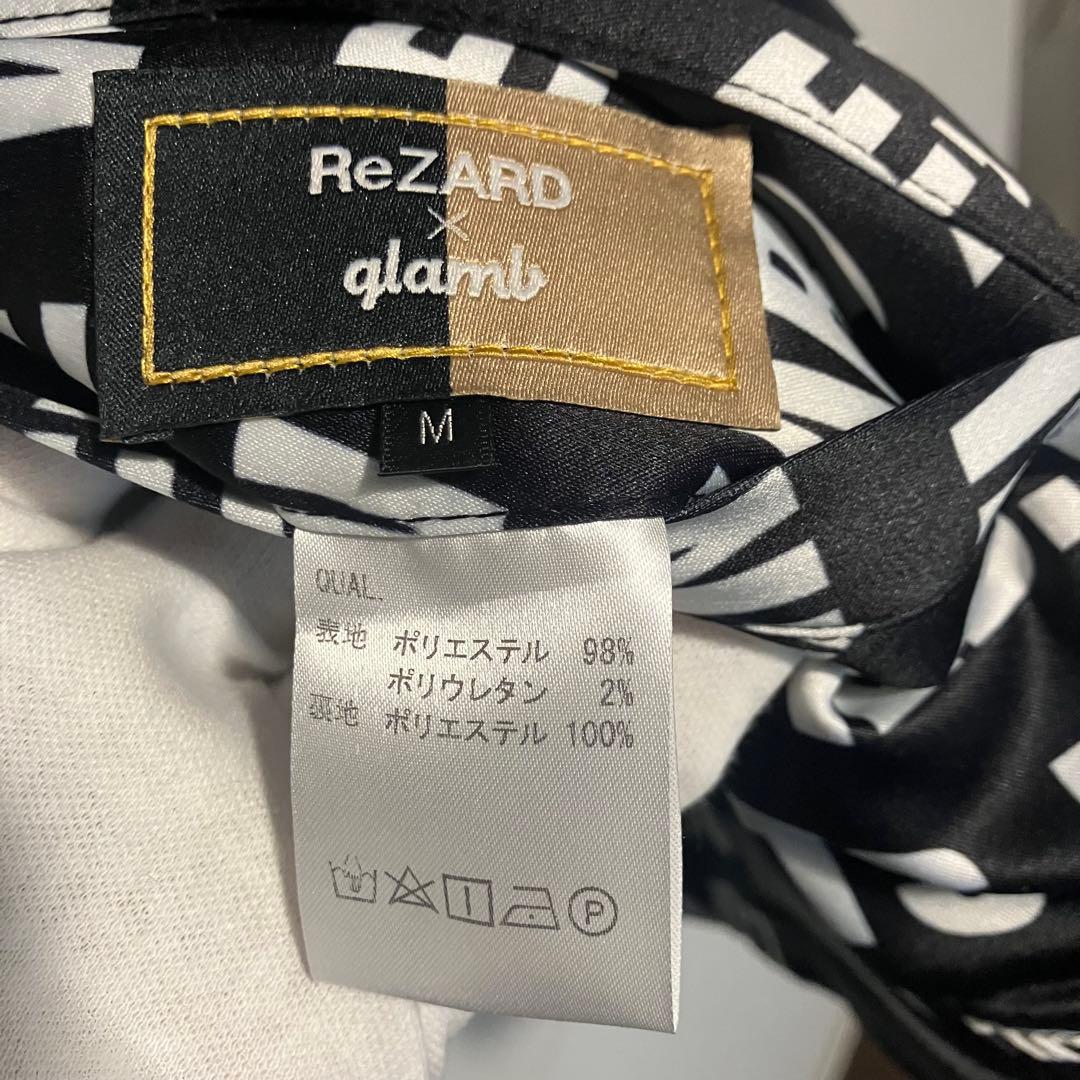 ReZARD
×
glamb
M
QUAL.
表地 ポリエステル 98%
ポリウレタン 2%
裏地 ポリエステル 100%
P